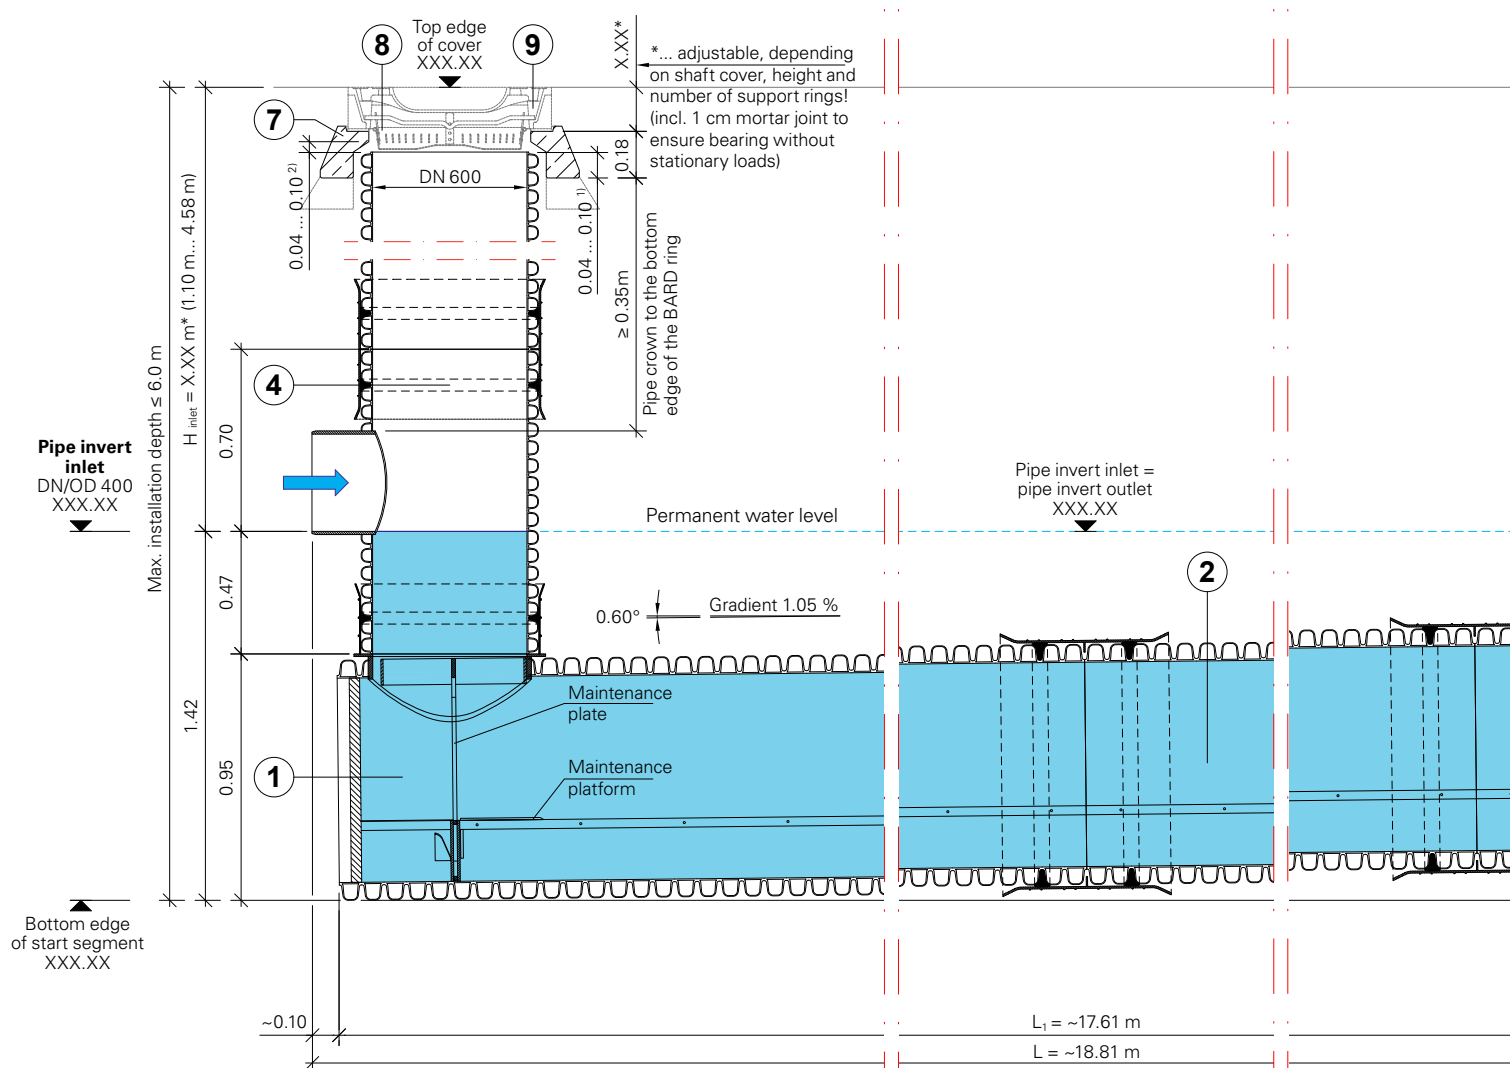 8
Top edge
of cover
XXX.XX
9
X.XX*
*... adjustable, depending
on shaft cover, height and
number of support rings!
(incl. 1 cm mortar joint to
ensure bearing without
stationary loads)
7
0.18
DN 600
0.04 ... 0.10 2)
0.04 ... 0.10 1)
≥ 0.35m
Pipe crown to the bottom
edge of the BARD ring
Max. installation depth ≤ 6.0 m
H inlet = X.XX m* (1.10 m... 4.58 m)
4
0.70
Pipe invert
inlet
DN/OD 400
XXX.XX
Permanent water level
Pipe invert inlet =
pipe invert outlet
XXX.XX
2
0.47
0.60°
Gradient 1.05 %
Maintenance
plate
1.42
0.95
1
Maintenance
platform
Bottom edge
of start segment
XXX.XX
~0.10
L1 = ~17.61 m
L = ~18.81 m